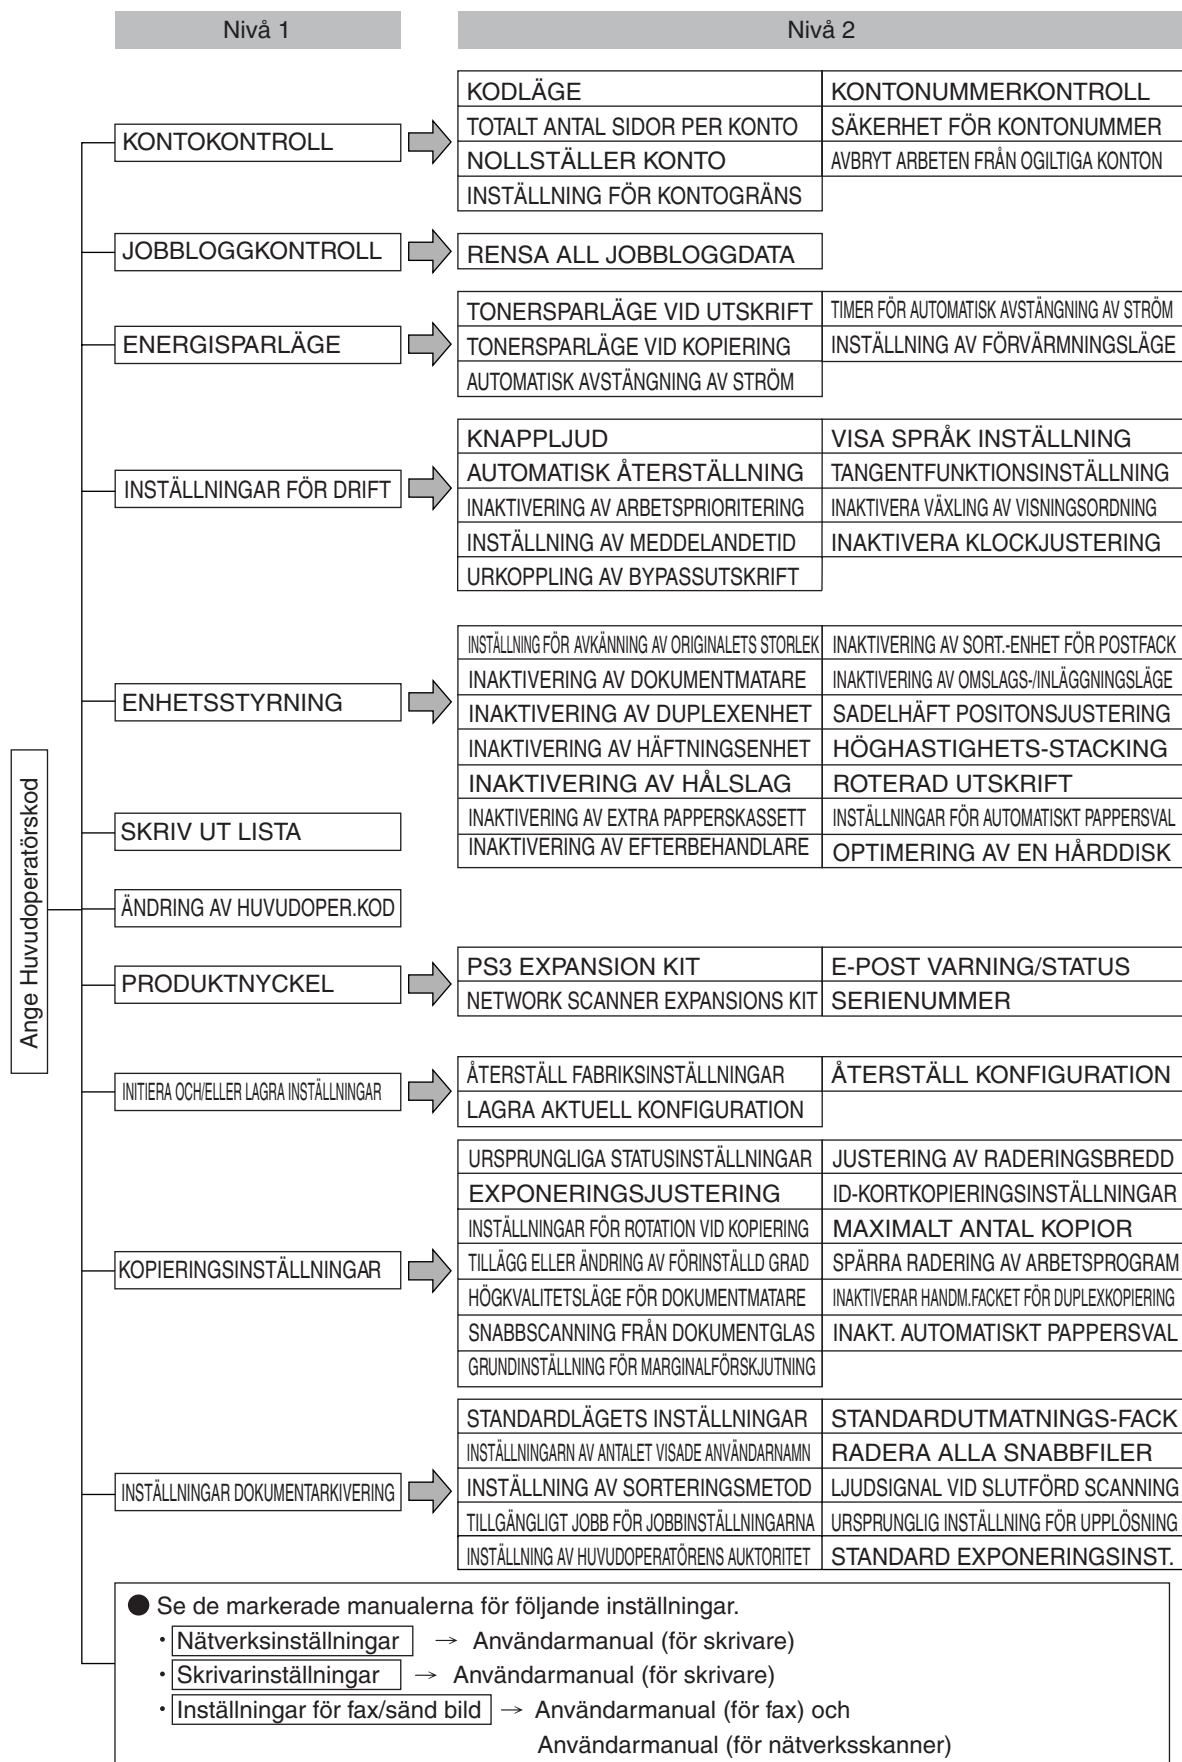 Nivå 1
Nivå 2
KONTOKONTROLL
KODLÄGE
KONTONUMMERKONTROLL
TOTALT ANTAL SIDOR PER KONTO
SÄKERHET FÖR KONTONUMMER
NOLLSTÄLLER KONTO
AVBRYT ARBETEN FRÅN OGILTIGA KONTON
INSTÄLLNING FÖR KONTOGRÄNS
JOBBLOGGKONTROLL
RENSA ALL JOBBLOGGDATA
ENERGISPARLÄGE
TONERSPARLÄGE VID UTSKRIFT
TIMER FÖR AUTOMATISK AVSTÄNGNING AV STRÖM
TONERSPARLÄGE VID KOPIERING
INSTÄLLNING AV FÖRVÄRMNINGSLÄGE
AUTOMATISK AVSTÄNGNING AV STRÖM
INSTÄLLNINGAR FÖR DRIFT
KNAPPLJUD
VISA SPRÅK INSTÄLLNING
AUTOMATISK ÅTERSTÄLLNING
TANGENTFUNKTIONSINSTÄLLNING
INAKTIVERING AV ARBETSPRIORITERING
INAKTIVERA VÄXLING AV VISNINGSORDNING
INSTÄLLNING AV MEDDELANDETID
INAKTIVERA KLOCKJUSTERING
URKOPPLING AV BYPASSUTSKRIFT
ENHETSSTYRNING
INSTÄLLNING FÖR AVKÄNNING AV ORIGINALETS STORLEK
INAKTIVERING AV SORT.-ENHET FÖR POSTFACK
INAKTIVERING AV DOKUMENTMATARE
INAKTIVERING AV OMSLAGS-/INLÄGGNINGSLÄGE
INAKTIVERING AV DUPLEXENHET
SADELHÄFT POSITONSJUSTERING
INAKTIVERING AV HÄFTNINGSENHET
HÖGHASTIGHETS-STACKING
INAKTIVERING AV HÅLSLAG
ROTERAD UTSKRIFT
INAKTIVERING AV EXTRA PAPPERSKASSETT
INSTÄLLNINGAR FÖR AUTOMATISKT PAPPERSVAL
INAKTIVERING AV EFTERBEHANDLARE
OPTIMERING AV EN HÅRDDISK
Ange Huvudoperatörskod
SKRIV UT LISTA
ÄNDRING AV HUVUDOPER.KOD
PRODUKTNYCKEL
PS3 EXPANSION KIT
E-POST VARNING/STATUS
NETWORK SCANNER EXPANSIONS KIT
SERIENUMMER
INITIERA OCH/ELLER LAGRA INSTÄLLNINGAR
ÅTERSTÄLL FABRIKSINSTÄLLNINGAR
ÅTERSTÄLL KONFIGURATION
LAGRA AKTUELL KONFIGURATION
KOPIERINGSINSTÄLLNINGAR
URSPRUNGLIGA STATUSINSTÄLLNINGAR
JUSTERING AV RADERINGSBREDD
EXPONERINGSJUSTERING
ID-KORTKOPIERINGSINSTÄLLNINGAR
INSTÄLLNINGAR FÖR ROTATION VID KOPIERING
MAXIMALT ANTAL KOPIOR
TILLÄGG ELLER ÄNDRING AV FÖRINSTÄLLD GRAD
SPÄRRA RADERING AV ARBETSPROGRAM
HÖGKVALITETSLÄGE FÖR DOKUMENTMATARE
INAKTIVERAR HANDM.FACKET FÖR DUPLEXKOPIERING
SNABBSCANNING FRÅN DOKUMENTGLAS
INAKT. AUTOMATISKT PAPPERSVAL
GRUNDINSTÄLLNING FÖR MARGINALFÖRSKJUTNING
INSTÄLLNINGAR DOKUMENTARKIVERING
STANDARDLÄGETS INSTÄLLNINGAR
STANDARDUTMATNINGS-FACK
INSTÄLLNINGARN AV ANTALET VISADE ANVÄNDARNAMN
RADERA ALLA SNABBFILER
INSTÄLLNING AV SORTERINGSMETOD
LJUDSIGNAL VID SLUTFÖRD SCANNING
TILLGÄNGLIGT JOBB FÖR JOBBINSTÄLLNINGARNA
URSPRUNGLIG INSTÄLLNING FÖR UPPLÖSNING
INSTÄLLNING AV HUVUDOPERATÖRENS AUKTORITET
STANDARD EXPONERINGSINST.
● Se de markerade manualerna för följande inställningar.
・Nätverksinställningar → Användarmanual (för skrivare)
・Skrivarinställningar → Användarmanual (för skrivare)
・Inställningar för fax/sänd bild → Användarmanual (för fax) och
Användarmanual (för nätverksskanner)